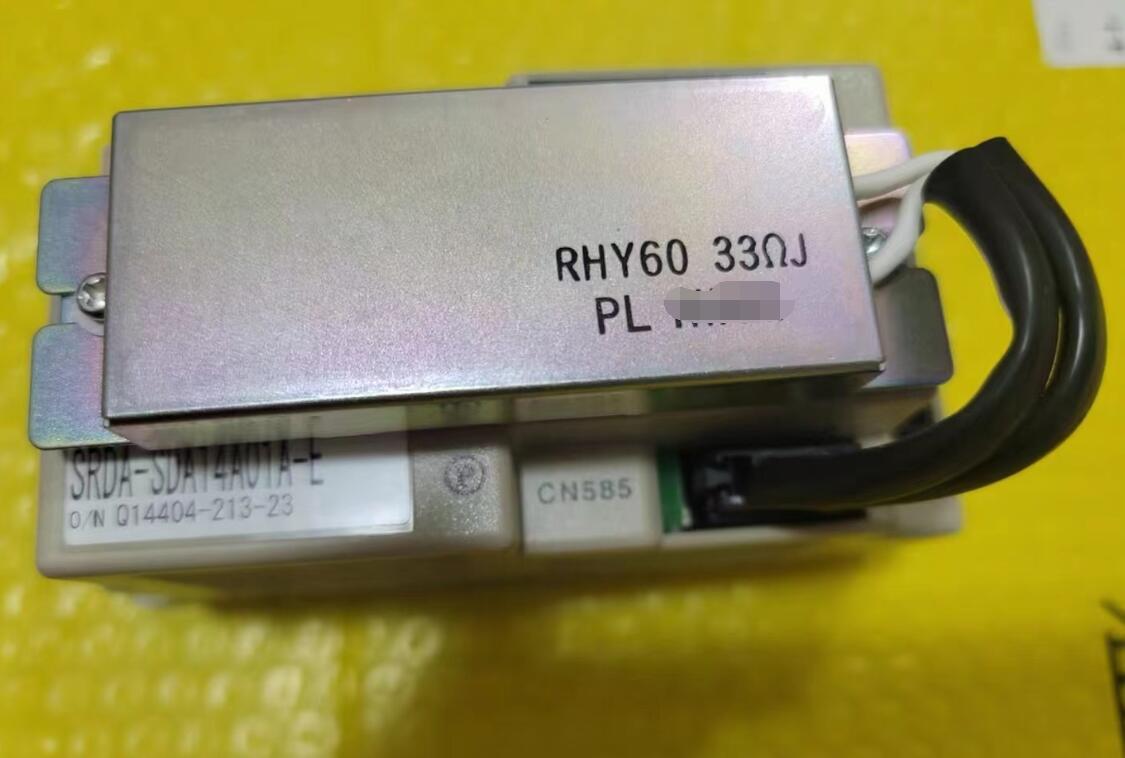 RHY60 33ΩJ
PL
SRDA-SDA14A01A-E
O/N Q14404-213-23
CN585